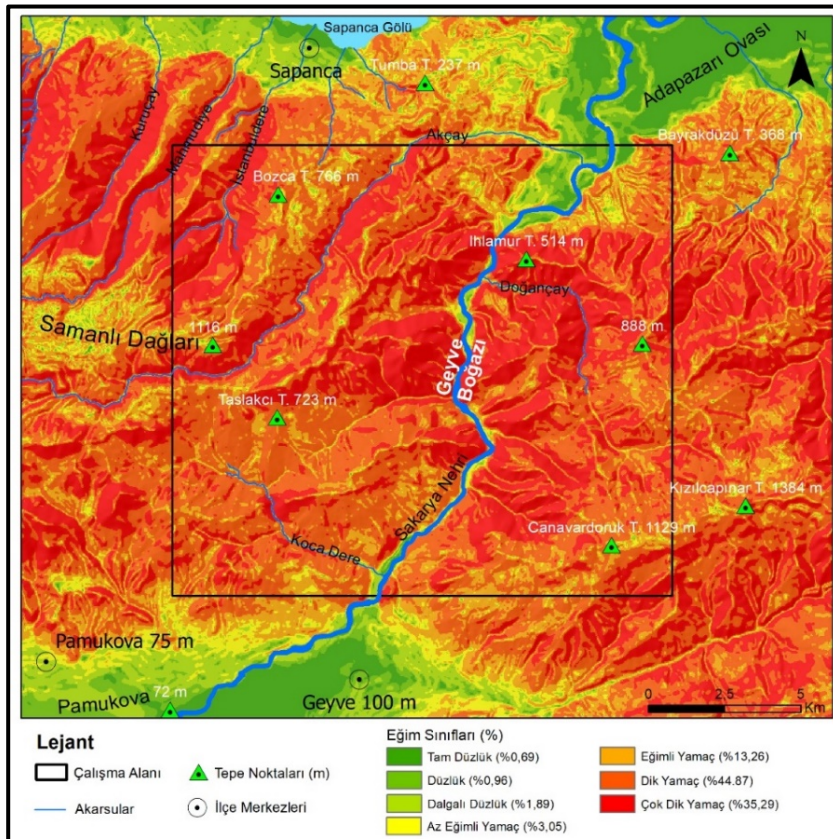 Sapanca Gölü
Sapanca
Tumba T. 237 m
Adapazarı Ovası
N
Kuruçay
Mahmudiye
İstanbuldere
Akçay
Bayrakdüzü T. 368 m
Bozca T. 766 m
Ihlamur T. 514 m
Doğançay
Samanlı Dağları
1116 m
888 m
Geyve
Boğazı
Taslakcı T. 723 m
Sakarya Nehri
Kızılcapınar T. 1384 m
Koca Dere
Canavardoruk T. 1129 m
Pamukova 75 m
Pamukova
72 m
Geyve 100 m
0 2.5 5
Km
Lejant
Çalışma Alanı
Tepe Noktaları (m)
Akarsular
İlçe Merkezleri
Eğim Sınıfları (%)
Tam Düzlük (%0,69)
Düzlük (%0,96)
Dalgalı Düzlük (%1,89)
Az Eğimli Yamaç (%3,05)
Eğimli Yamaç (%13,26)
Dik Yamaç (%44.87)
Çok Dik Yamaç (%35,29)